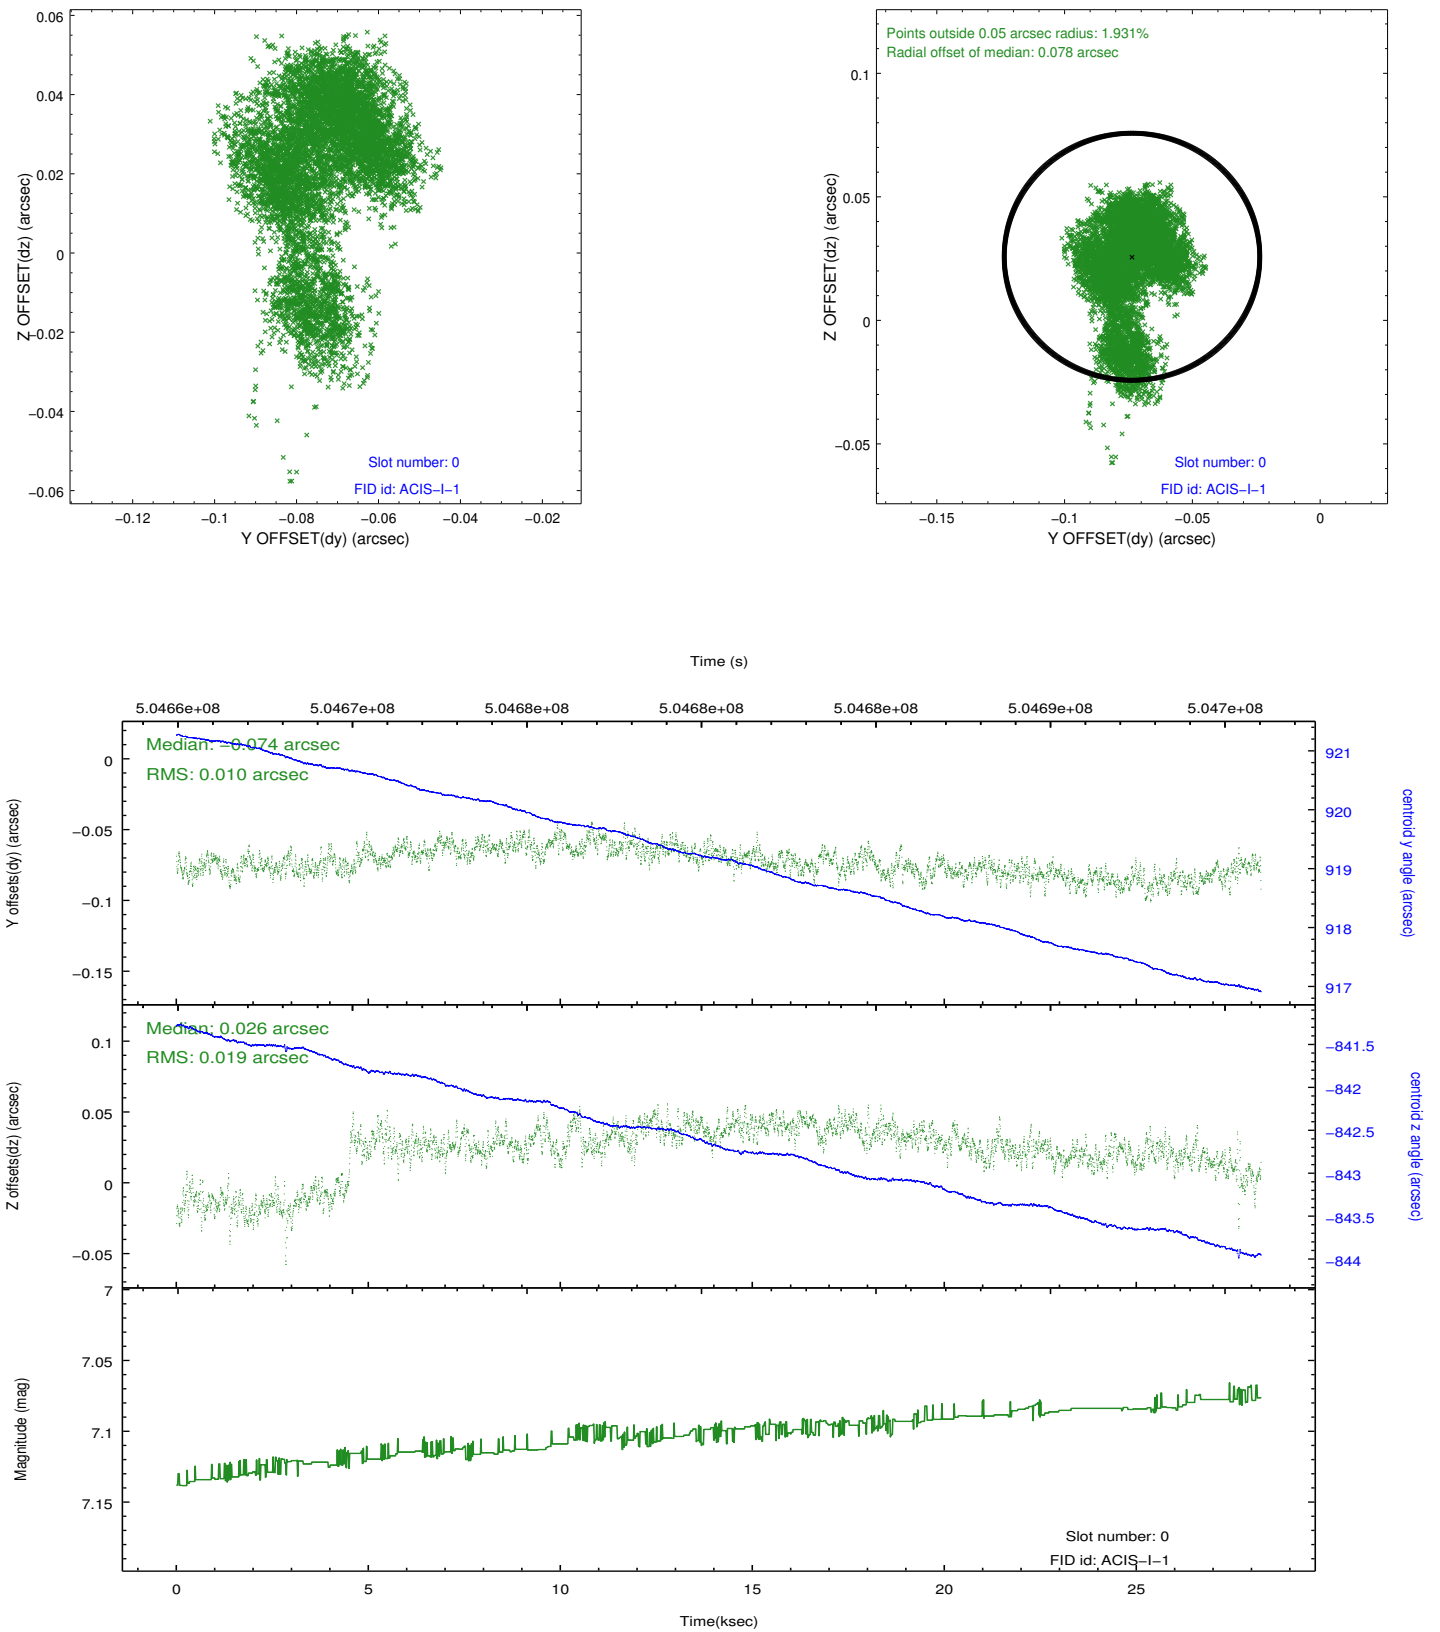 0.06
0.04
0.02
0
−0.02
−0.04
−0.06
Z OFFSET(dz) (arcsec)
Slot number: 0
FID id: ACIS−I−1
−0.12
−0.1
−0.08
−0.06
−0.04
−0.02
Y OFFSET(dy) (arcsec)
Points outside 0.05 arcsec radius: 1.931%
Radial offset of median: 0.078 arcsec
0.1
0.05
0
−0.05
Z OFFSET(dz) (arcsec)
Slot number: 0
FID id: ACIS−I−1
−0.15
−0.1
−0.05
0
Y OFFSET(dy) (arcsec)
Time (s)
5.0466e+08
5.0467e+08
5.0468e+08
5.0468e+08
5.0468e+08
5.0469e+08
5.047e+08
Median: −0.074 arcsec
RMS: 0.010 arcsec
0
−0.05
−0.1
−0.15
Y offsets(dy) (arcsec)
921
920
919
918
917
centroid y angle (arcsec)
Median: 0.026 arcsec
RMS: 0.019 arcsec
0.1
0.05
0
−0.05
Z offsets(dz) (arcsec)
−841.5
−842
−842.5
−843
−843.5
−844
centroid z angle (arcsec)
7
7.05
7.1
7.15
Magnitude (mag)
Slot number: 0
FID id: ACIS−I−1
0
5
10
15
20
25
Time(ksec)